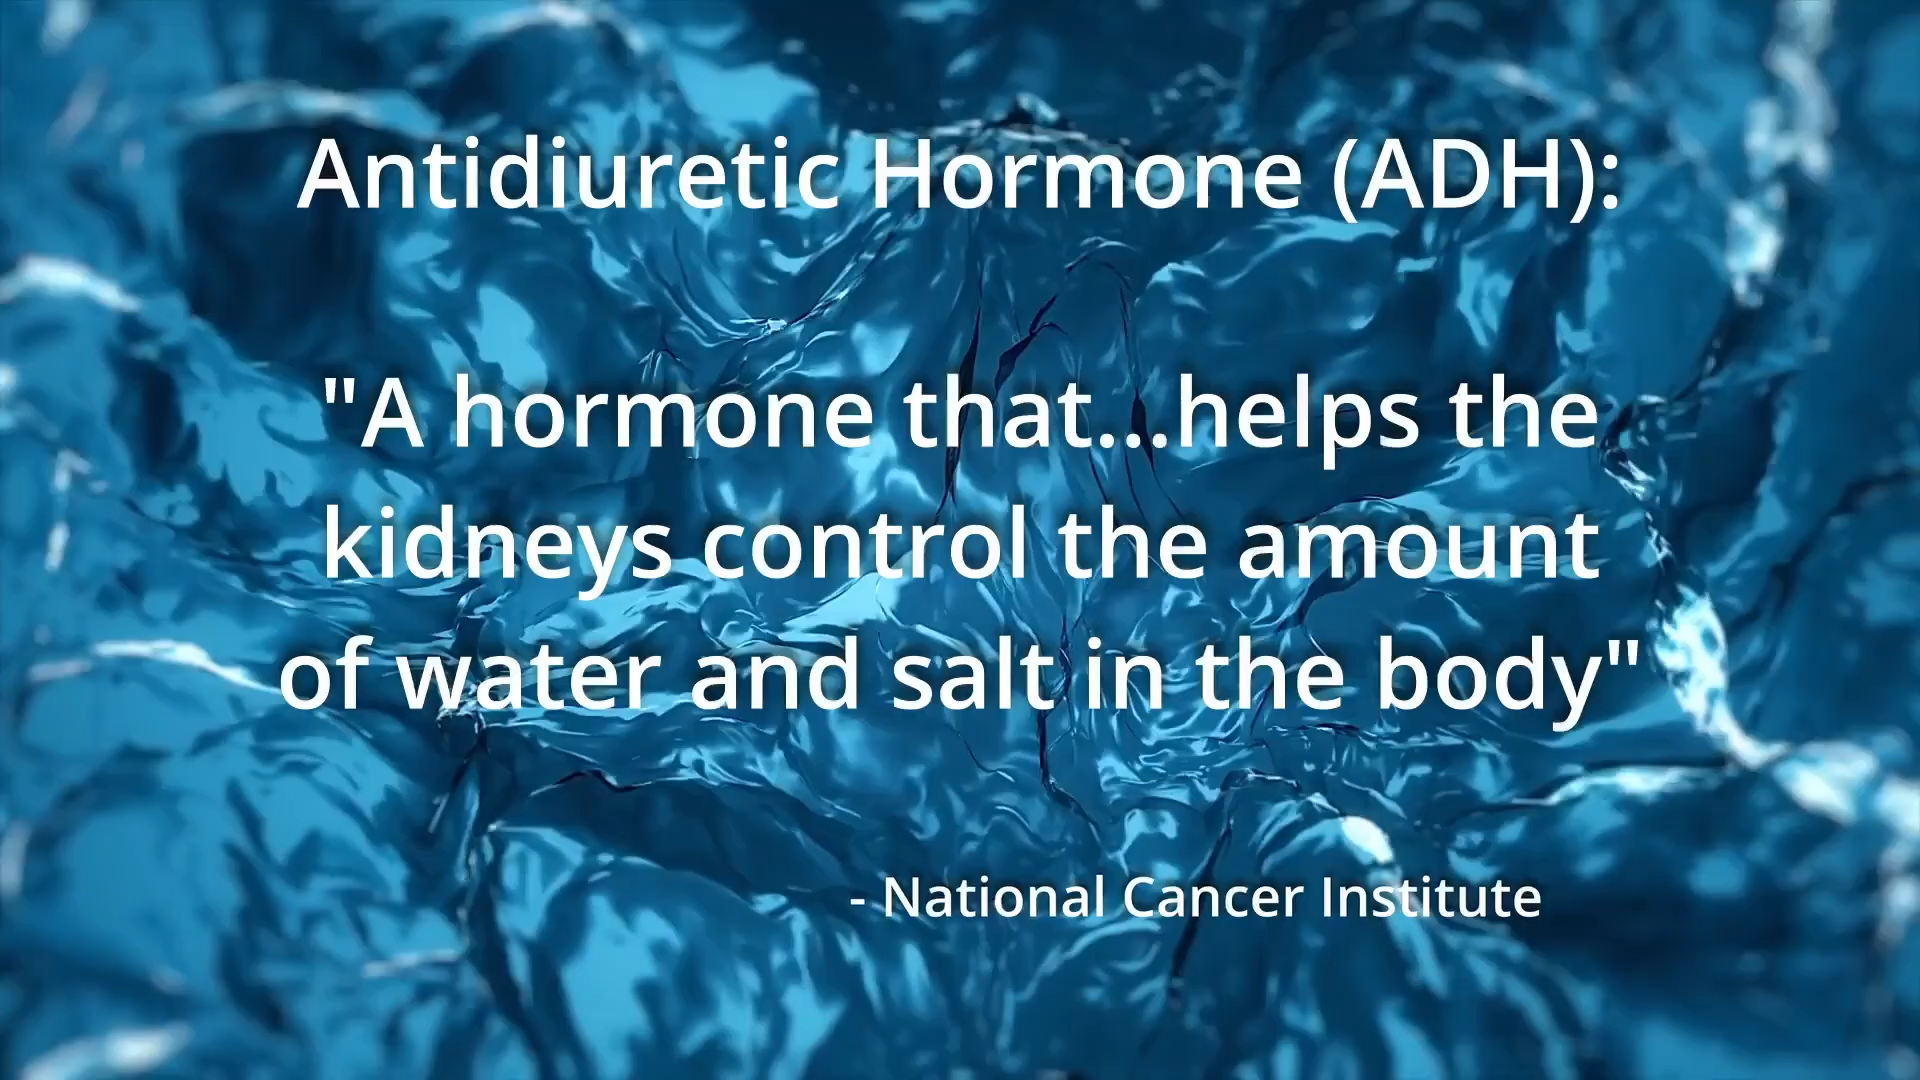 Antidiuretic Hormone (ADH):
"A hormone that...helps the
kidneys control the amount
of water and salt in the body"
- National Cancer Institute